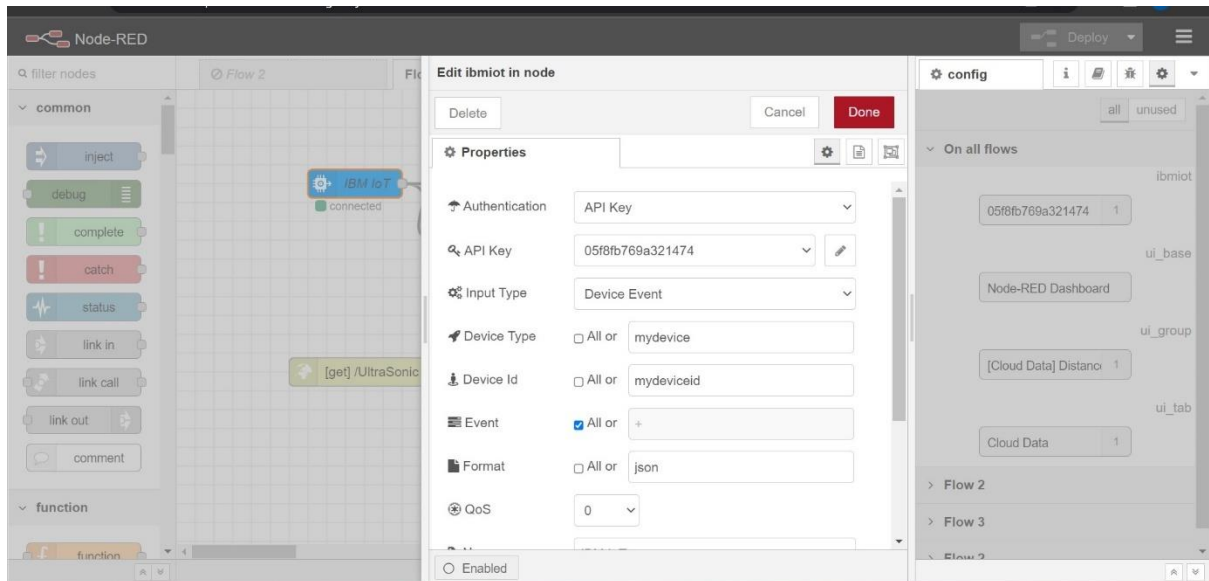 Node-RED
Deploy
filter nodes
Flow 2
common
inject
debug
complete
catch
status
link in
link call
link out
comment
function
function
IBM IoT
connected
[get] /UltraSonic
Edit ibmiot in node
Delete
Cancel
Done
Properties
Authentication
API Key
API Key
05f8fb769a321474
Input Type
Device Event
Device Type
All or
mydevice
Device Id
All or
mydeviceid
Event
All or
+
Format
All or
json
QoS
0
Enabled
config
i
all
unused
On all flows
ibmiot
05f8fb769a321474
1
ui_base
Node-RED Dashboard
ui_group
[Cloud Data] Distanc
1
ui_tab
Cloud Data
1
Flow 2
Flow 3